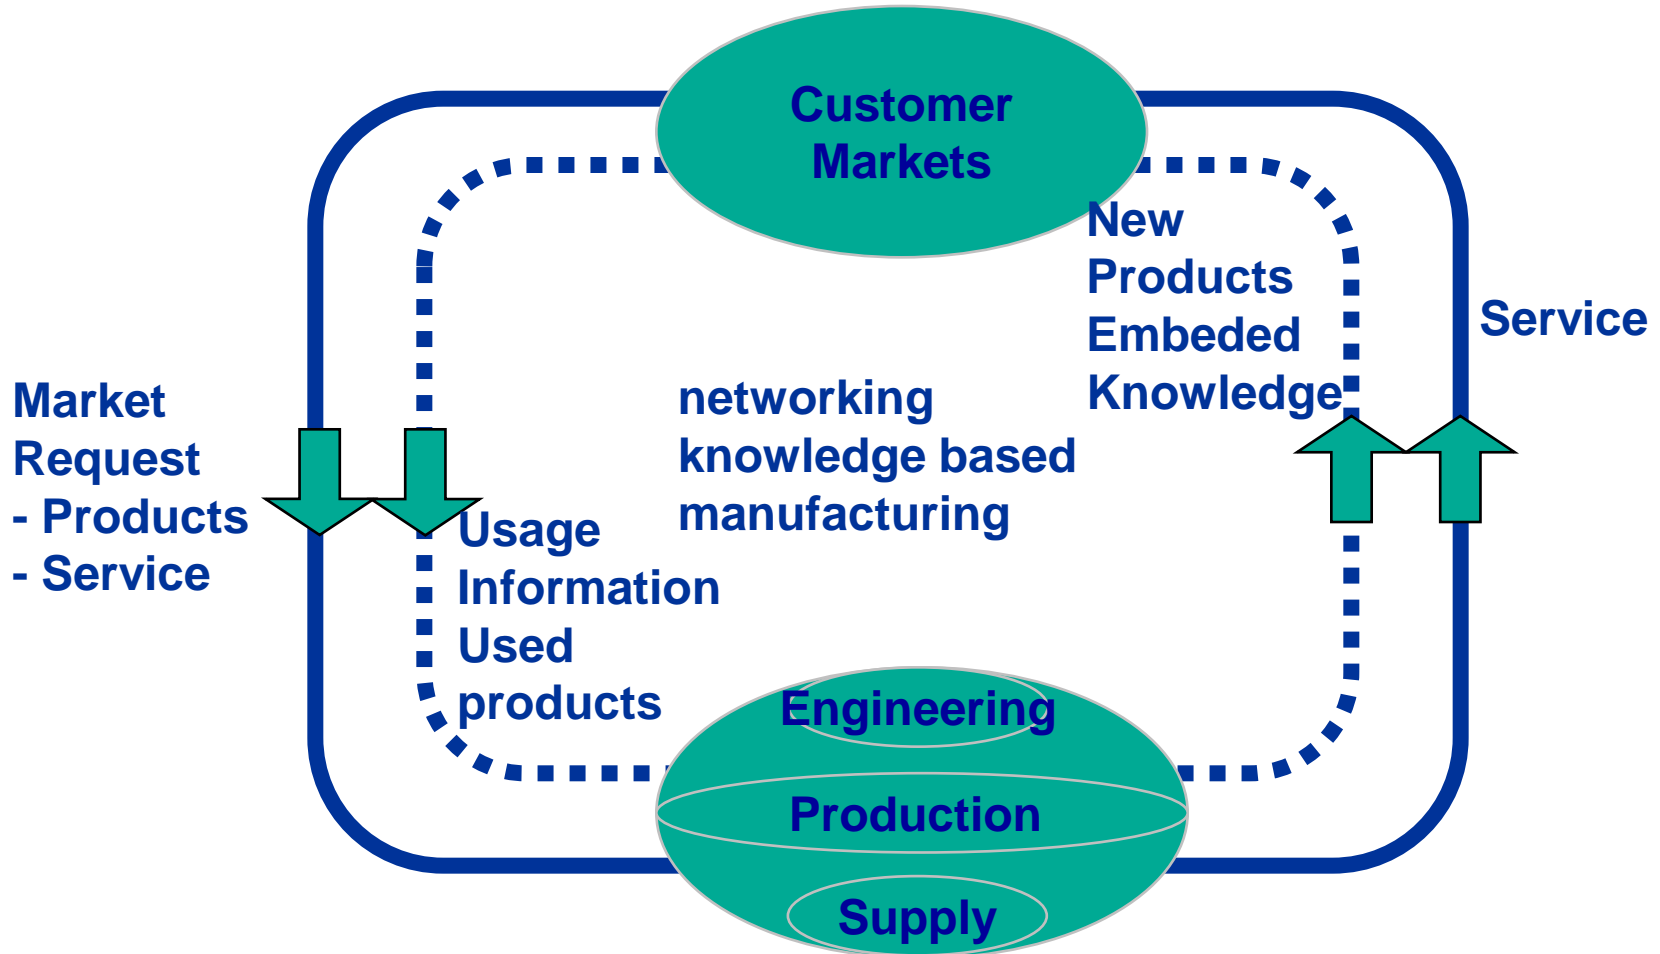 Customer
Markets
New
Products
Embeded
Knowledge
Service
Market
Request
- Products
- Service
networking
knowledge based
manufacturing
Usage
Information
Used
products
Engineering
Production
Supply